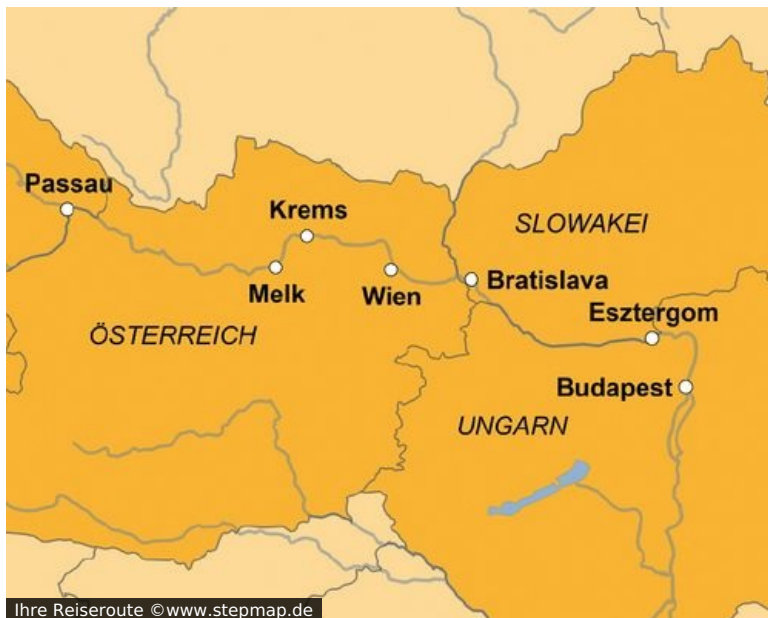 Passau
Krems
SLOWAKEI
Melk
Wien
Bratislava
Esztergom
ÖSTERREICH
Budapest
UNGARN
Ihre Reiseroute ©www.stepmap.de